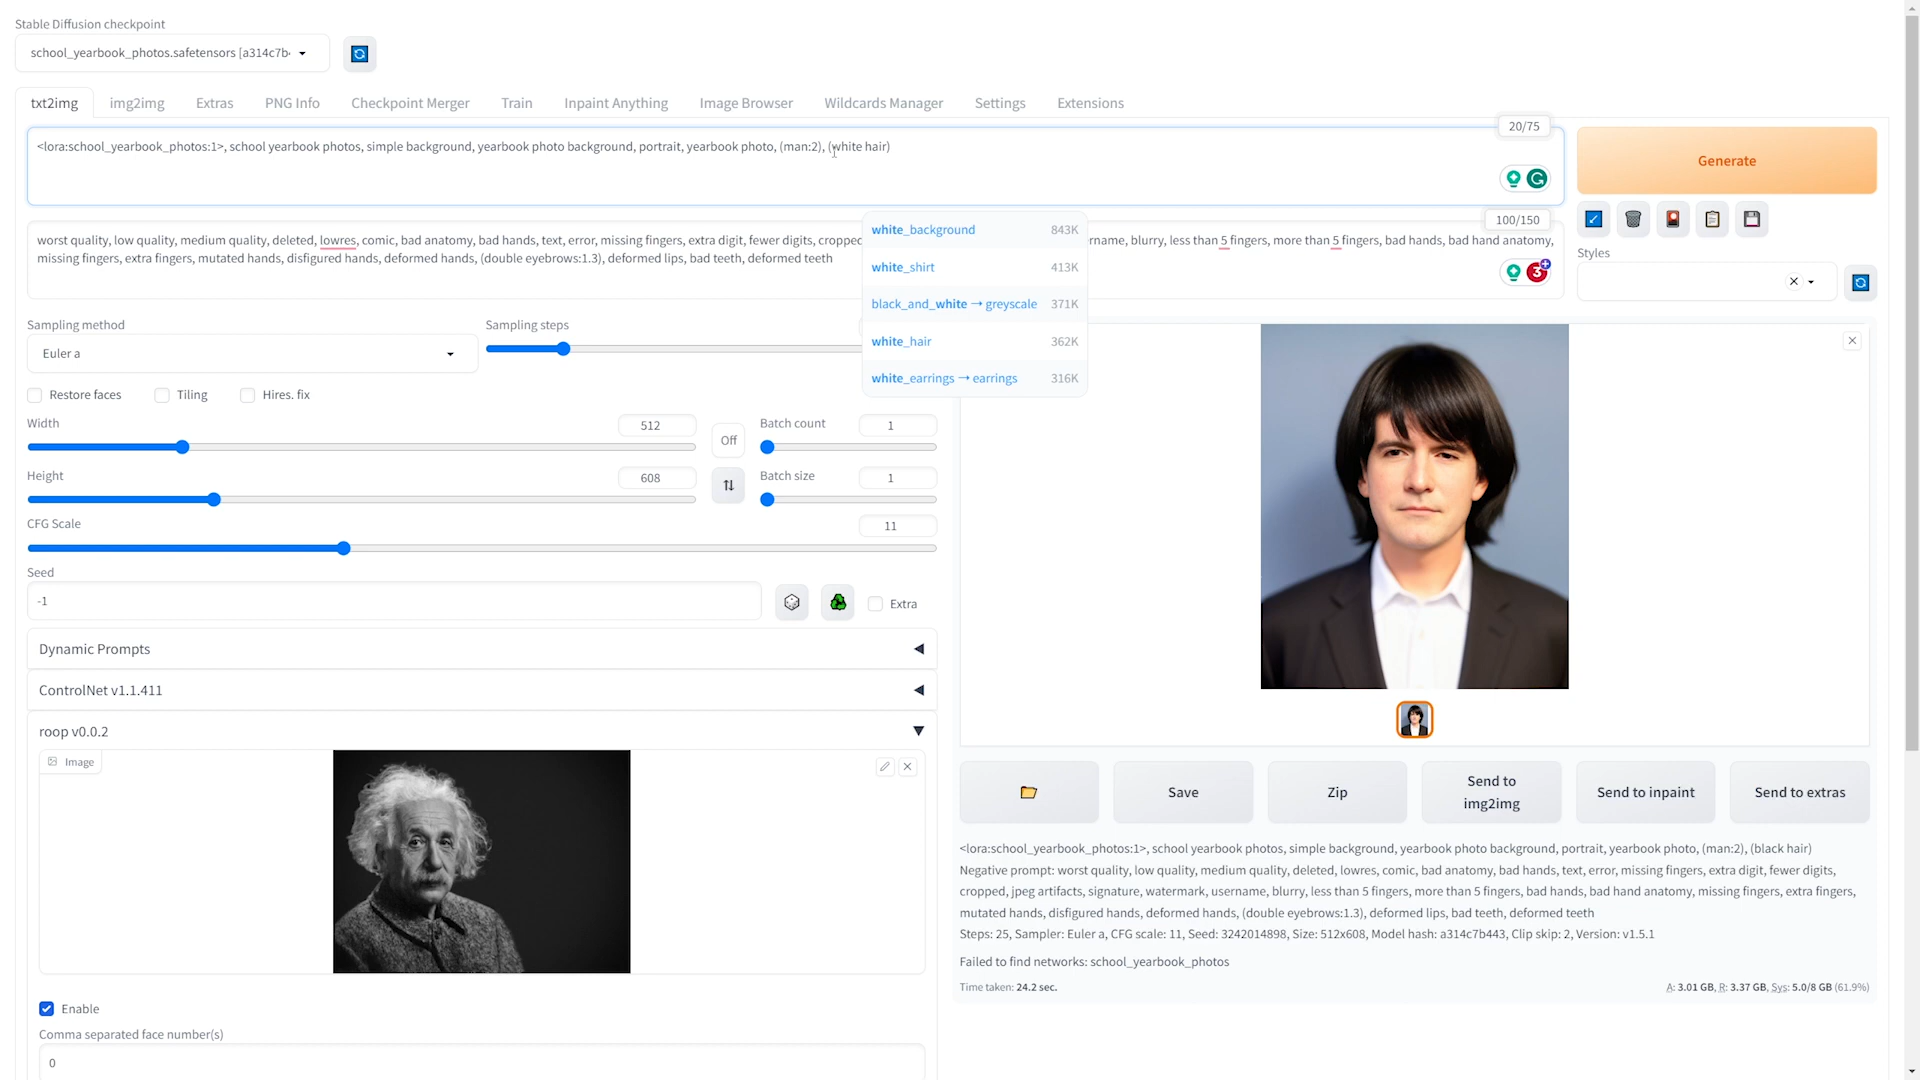 Stable Diffusion checkpoint
school_yearbook_photos.safetensors [a314c7b
txt2img img2img Extras PNG Info Checkpoint Merger Train Inpaint Anything Image Browser Wildcards Manager Settings Extensions
20/75
<lora:school_yearbook_photos:1>, school yearbook photos, simple background, yearbook photo background, portrait, yearbook photo, (man:2), (white hair)
Generate
100/150
worst quality, low quality, medium quality, deleted, lowres, comic, bad anatomy, bad hands, text, error, missing fingers, extra digit, fewer digits, cropped
rname, blurry, less than 5 fingers, more than 5 fingers, bad hands, bad hand anatomy,
missing fingers, extra fingers, mutated hands, disfigured hands, deformed hands, (double eyebrows:1.3), deformed lips, bad teeth, deformed teeth
3
white_background 843K
white_shirt 413K
black_and_white → greyscale 371K
white_hair 362K
white_earrings → earrings 316K
Styles
Sampling method
Euler a
Sampling steps
Restore faces Tiling Hires. fix
Width 512
Off
Batch count 1
Height 608
Batch size 1
CFG Scale 11
Seed
-1
Extra
Dynamic Prompts
ControlNet v1.1.411
roop v0.0.2
Image
Enable
Comma separated face number(s)
0
Save
Zip
Send to
img2img
Send to inpaint
Send to extras
<lora:school_yearbook_photos:1>, school yearbook photos, simple background, yearbook photo background, portrait, yearbook photo, (man:2), (black hair)
Negative prompt: worst quality, low quality, medium quality, deleted, lowres, comic, bad anatomy, bad hands, text, error, missing fingers, extra digit, fewer digits,
cropped, jpeg artifacts, signature, watermark, username, blurry, less than 5 fingers, more than 5 fingers, bad hands, bad hand anatomy, missing fingers, extra fingers,
mutated hands, disfigured hands, deformed hands, (double eyebrows:1.3), deformed lips, bad teeth, deformed teeth
Steps: 25, Sampler: Euler a, CFG scale: 11, Seed: 3242014898, Size: 512x608, Model hash: a314c7b443, Clip skip: 2, Version: v1.5.1
Failed to find networks: school_yearbook_photos
Time taken: 24.2 sec.
A: 3.01 GB, R: 3.37 GB, Sys: 5.0/8 GB (61.9%)